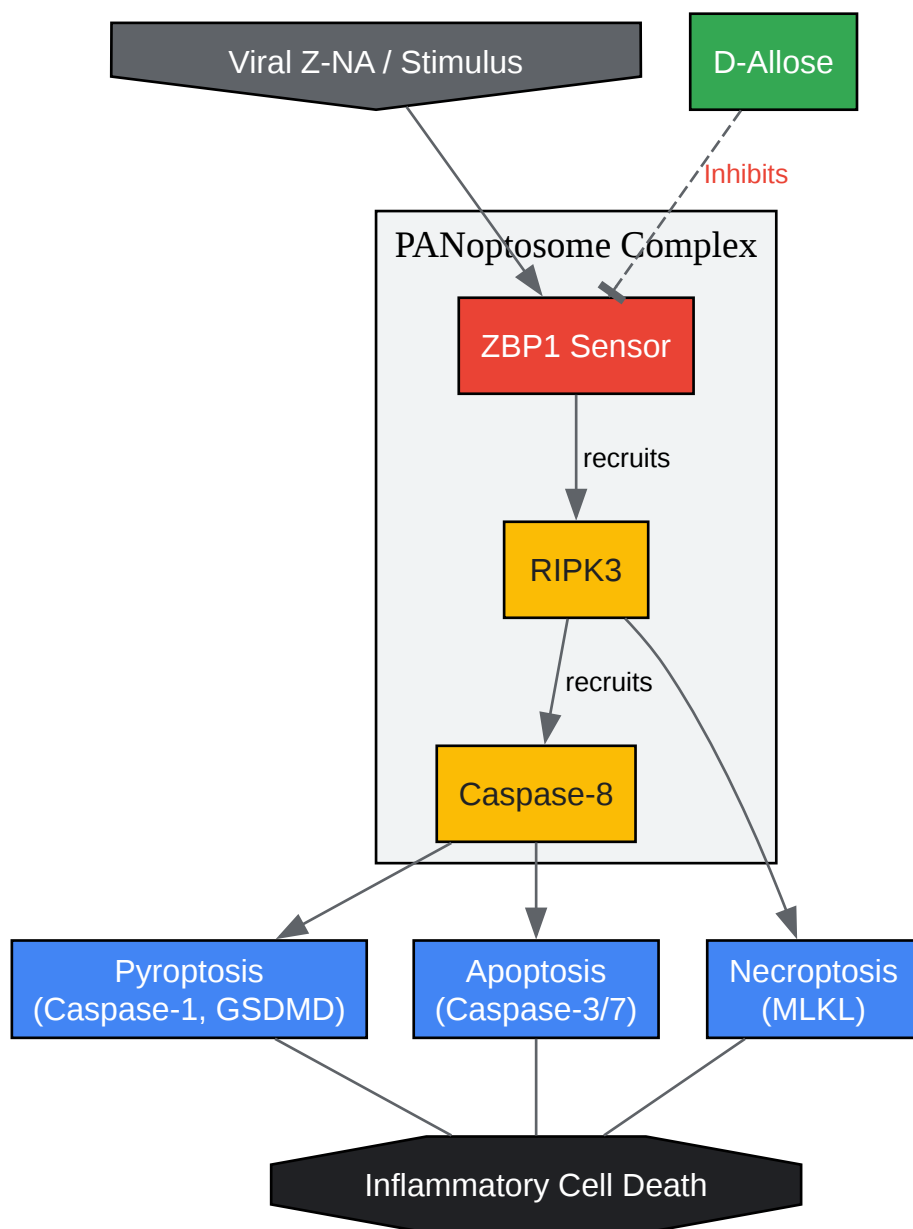 Viral Z-NA / Stimulus
D-Allose
Inhibits
PANoptosome Complex
ZBP1 Sensor
recruits
RIPK3
recruits
Caspase-8
Pyroptosis
(Caspase-1, GSDMD)
Apoptosis
(Caspase-3/7)
Necroptosis
(MLKL)
Inflammatory Cell Death